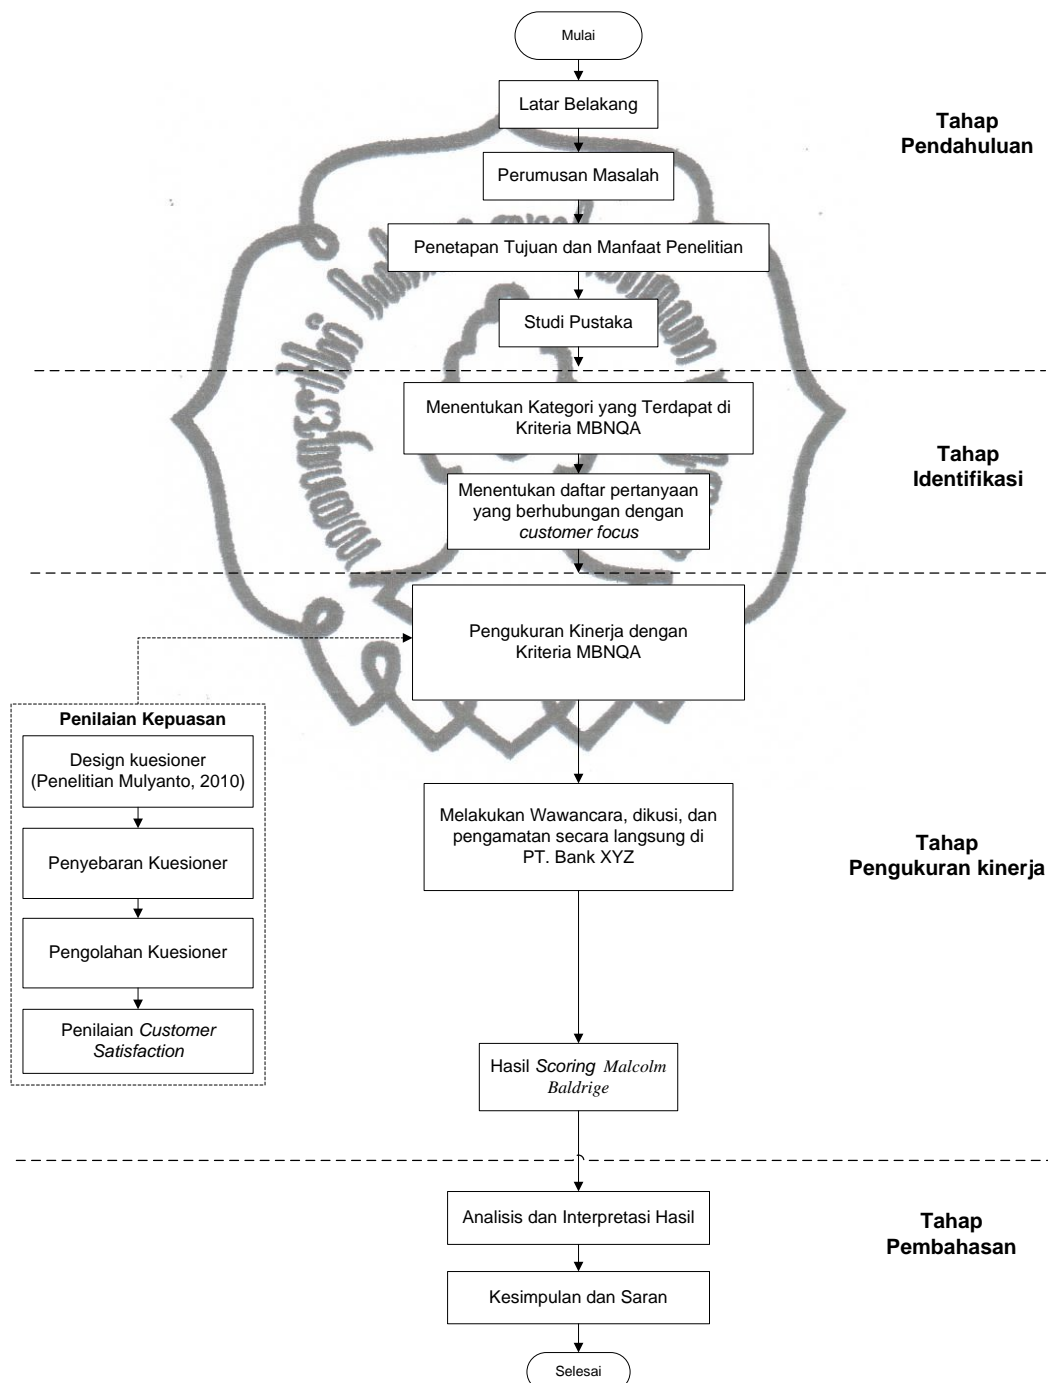 Mulai
Latar Belakang
Perumusan Masalah
Penetapan Tujuan dan Manfaat Penelitian
Studi Pustaka
Tahap
Pendahuluan
Menentukan Kategori yang Terdapat di
Kriteria MBNQA
Menentukan daftar pertanyaan
yang berhubungan dengan
customer focus
Tahap
Identifikasi
Pengukuran Kinerja dengan
Kriteria MBNQA
Penilaian Kepuasan
Design kuesioner
(Penelitian Mulyanto, 2010)
Penyebaran Kuesioner
Pengolahan Kuesioner
Penilaian Customer
Satisfaction
Melakukan Wawancara, dikusi, dan
pengamatan secara langsung di
PT. Bank XYZ
Tahap
Pengukuran kinerja
Hasil Scoring Malcolm
Baldrige
Analisis dan Interpretasi Hasil
Kesimpulan dan Saran
Tahap
Pembahasan
Selesai